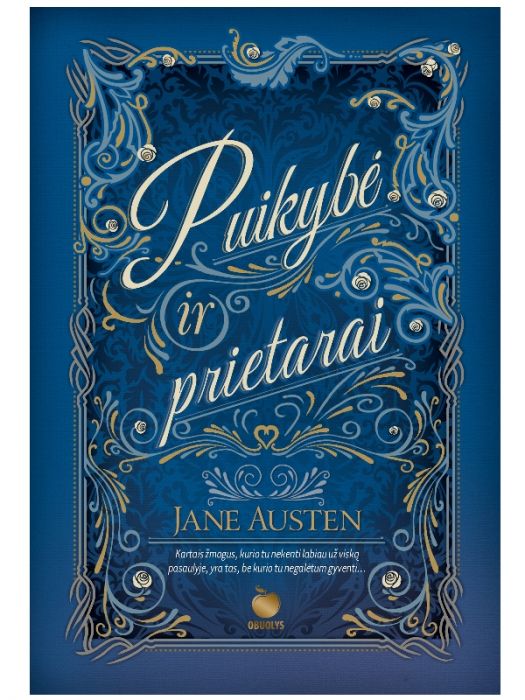 Puikybė
ir
prietarai
JANE AUSTEN
Kartais žmogus, kurio tu nekenti labiau už viską
pasaulyje, yra tas, be kurio tu negalėtum gyventi...
OBUOLYS